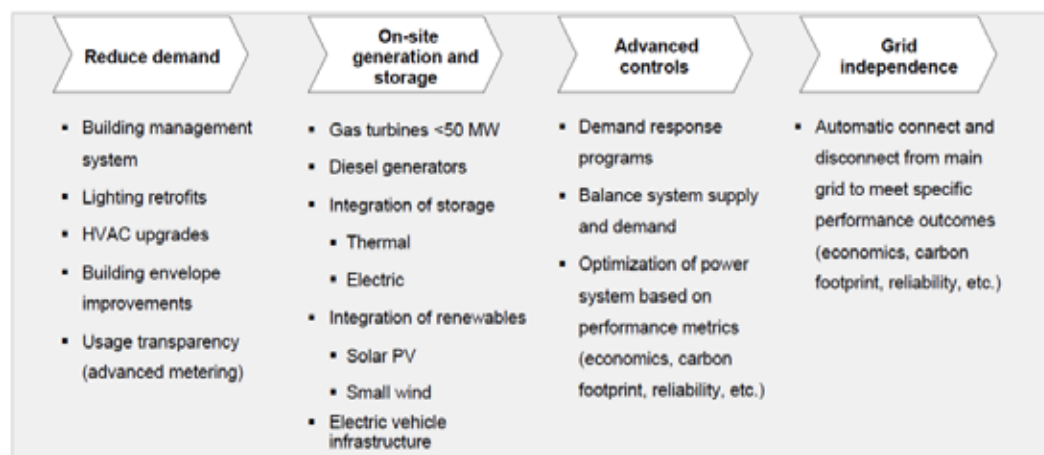 Reduce demand
▪ Building management
system
▪ Lighting retrofits
▪ HVAC upgrades
▪ Building envelope
improvements
▪ Usage transparency
(advanced metering)
On-site
generation and
storage
▪ Gas turbines <50 MW
▪ Diesel generators
▪ Integration of storage
▪ Thermal
▪ Electric
▪ Integration of renewables
▪ Solar PV
▪ Small wind
▪ Electric vehicle
infrastructure
Advanced
controls
▪ Demand response
programs
▪ Balance system supply
and demand
▪ Optimization of power
system based on
performance metrics
(economics, carbon
footprint, reliability, etc.)
Grid
independence
▪ Automatic connect and
disconnect from main
grid to meet specific
performance outcomes
(economics, carbon
footprint, reliability, etc.)